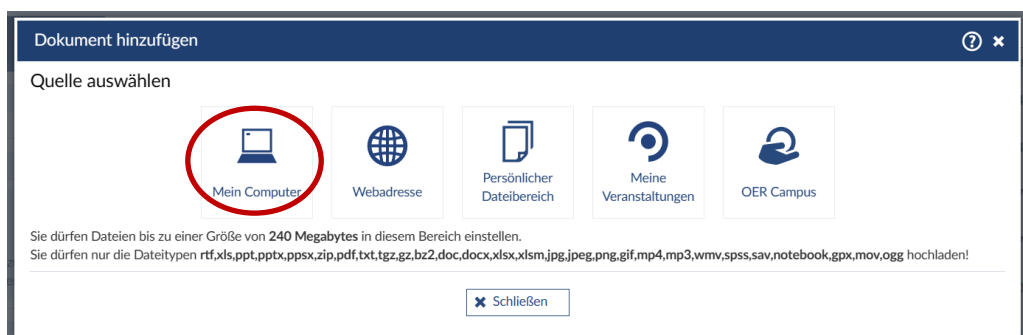 Dokument hinzufügen
Quelle auswählen
Mein Computer
Webadresse
Persönlicher
Dateibereich
Meine
Veranstaltungen
OER Campus
Sie dürfen Dateien bis zu einer Größe von 240 Megabytes in diesem Bereich einstellen.
Sie dürfen nur die Dateitypen rtf,xls,ppt,pptx,ppsx,zip,pdf,txt,tgz,gz,bz2,doc,docx,xlsx,xlsm,jpg,jpeg,png,gif,mp4,mp3,wmv,spss,sav,notebook,gpx,mov,ogg hochladen!
Schließen